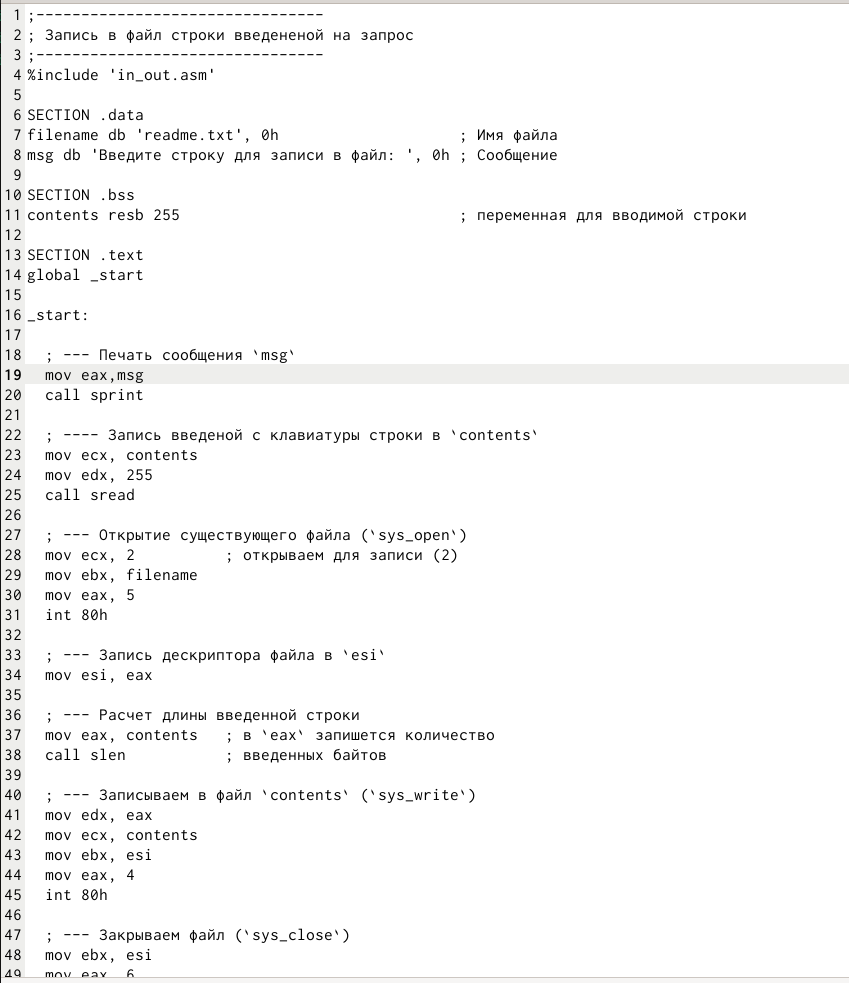 1 ;--------------------------------
2 ; Запись в файл строки введененой на запрос
3 ;--------------------------------
4 %include 'in_out.asm'
5
6 SECTION .data
7 filename db 'readme.txt', 0h ; Имя файла
8 msg db 'Введите строку для записи в файл: ', 0h ; Сообщение
9
10 SECTION .bss
11 contents resb 255 ; переменная для вводимой строки
12
13 SECTION .text
14 global _start
15
16 _start:
17
18 ; --- Печать сообщения `msg`
19 mov eax,msg
20 call sprint
21
22 ; ---- Запись введеной с клавиатуры строки в `contents`
23 mov ecx, contents
24 mov edx, 255
25 call sread
26
27 ; --- Открытие существующего файла (`sys_open`)
28 mov ecx, 2 ; открываем для записи (2)
29 mov ebx, filename
30 mov eax, 5
31 int 80h
32
33 ; --- Запись дескриптора файла в `esi`
34 mov esi, eax
35
36 ; --- Расчет длины введенной строки
37 mov eax, contents ; в `eax` запишется количество
38 call slen ; введенных байтов
39
40 ; --- Записываем в файл `contents` (`sys_write`)
41 mov edx, eax
42 mov ecx, contents
43 mov ebx, esi
44 mov eax, 4
45 int 80h
46
47 ; --- Закрываем файл (`sys_close`)
48 mov ebx, esi
49 mov eax, 6